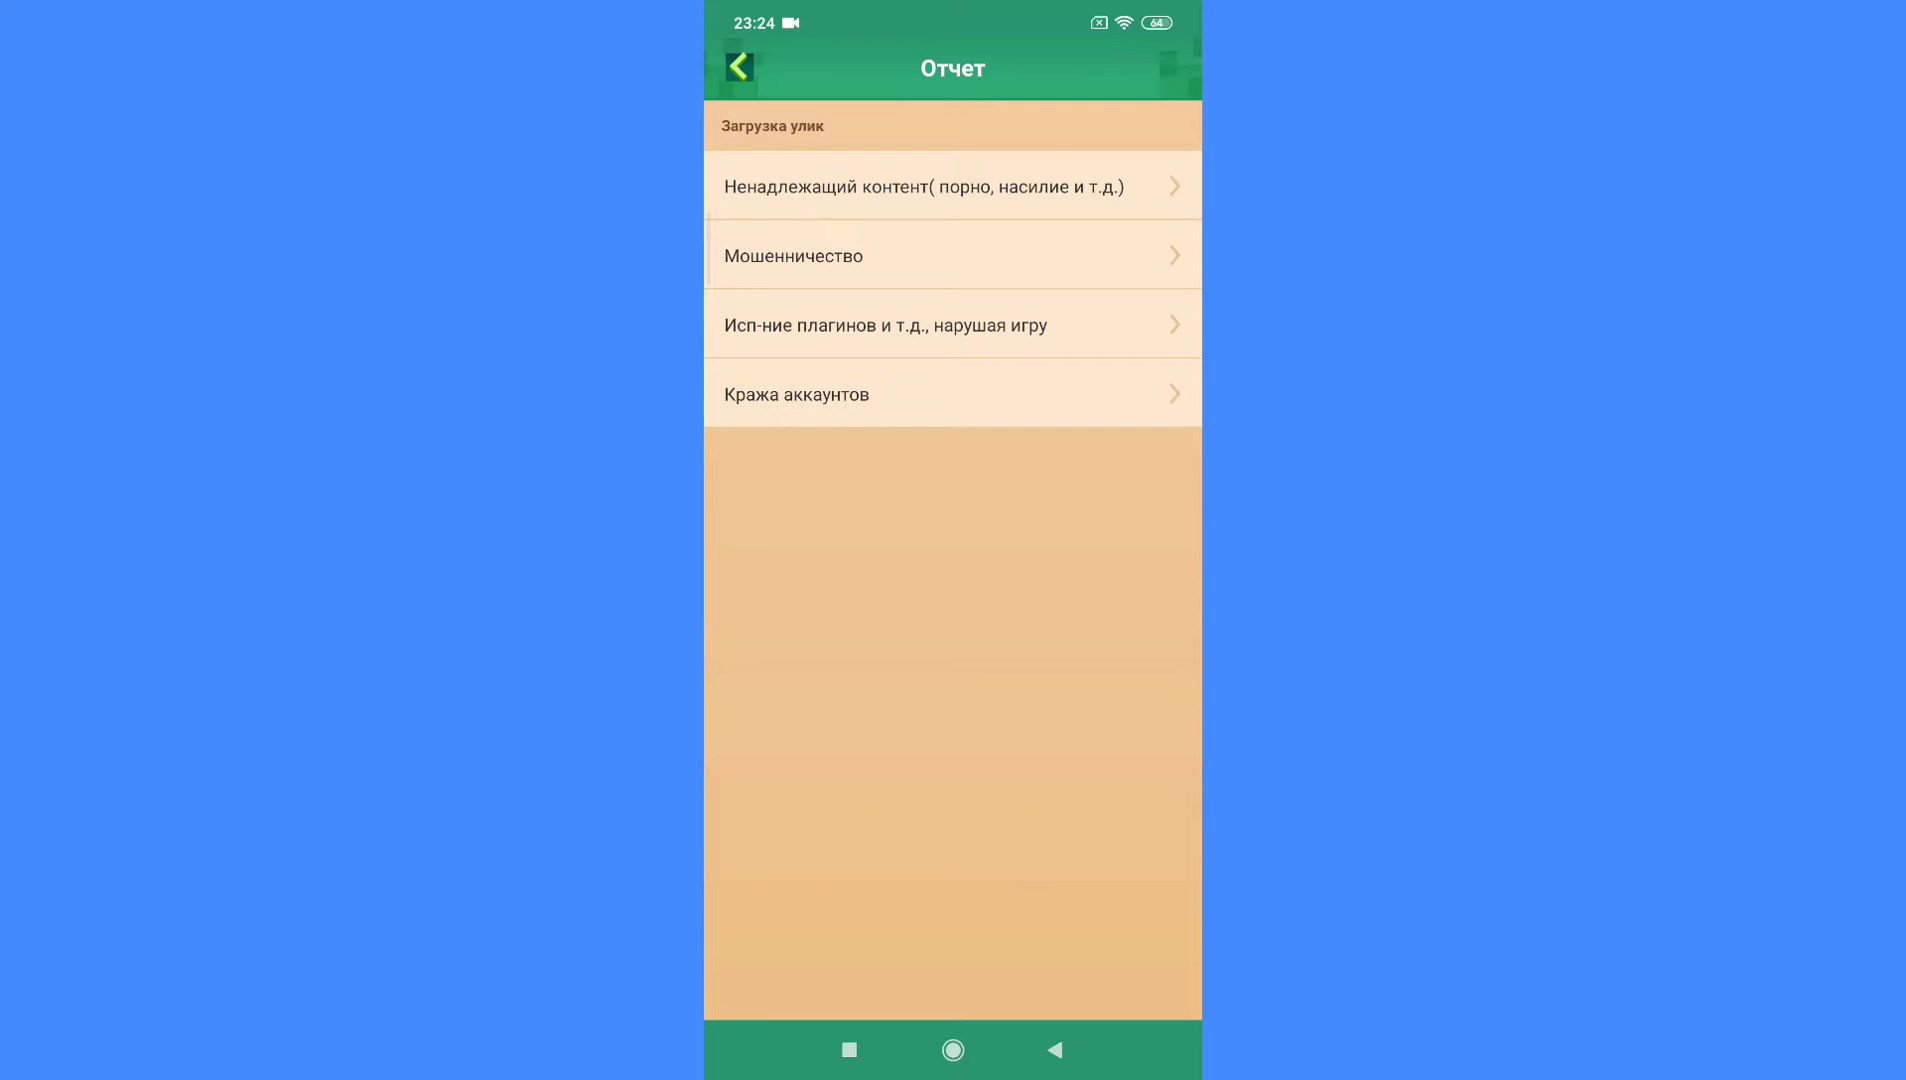 23:24
64
Отчет
Загрузка улик
Ненадлежащий контент( порно, насилие и т.д.)
Мошенничество
Исп-ние плагинов и т.д., нарушая игру
Кража аккаунтов